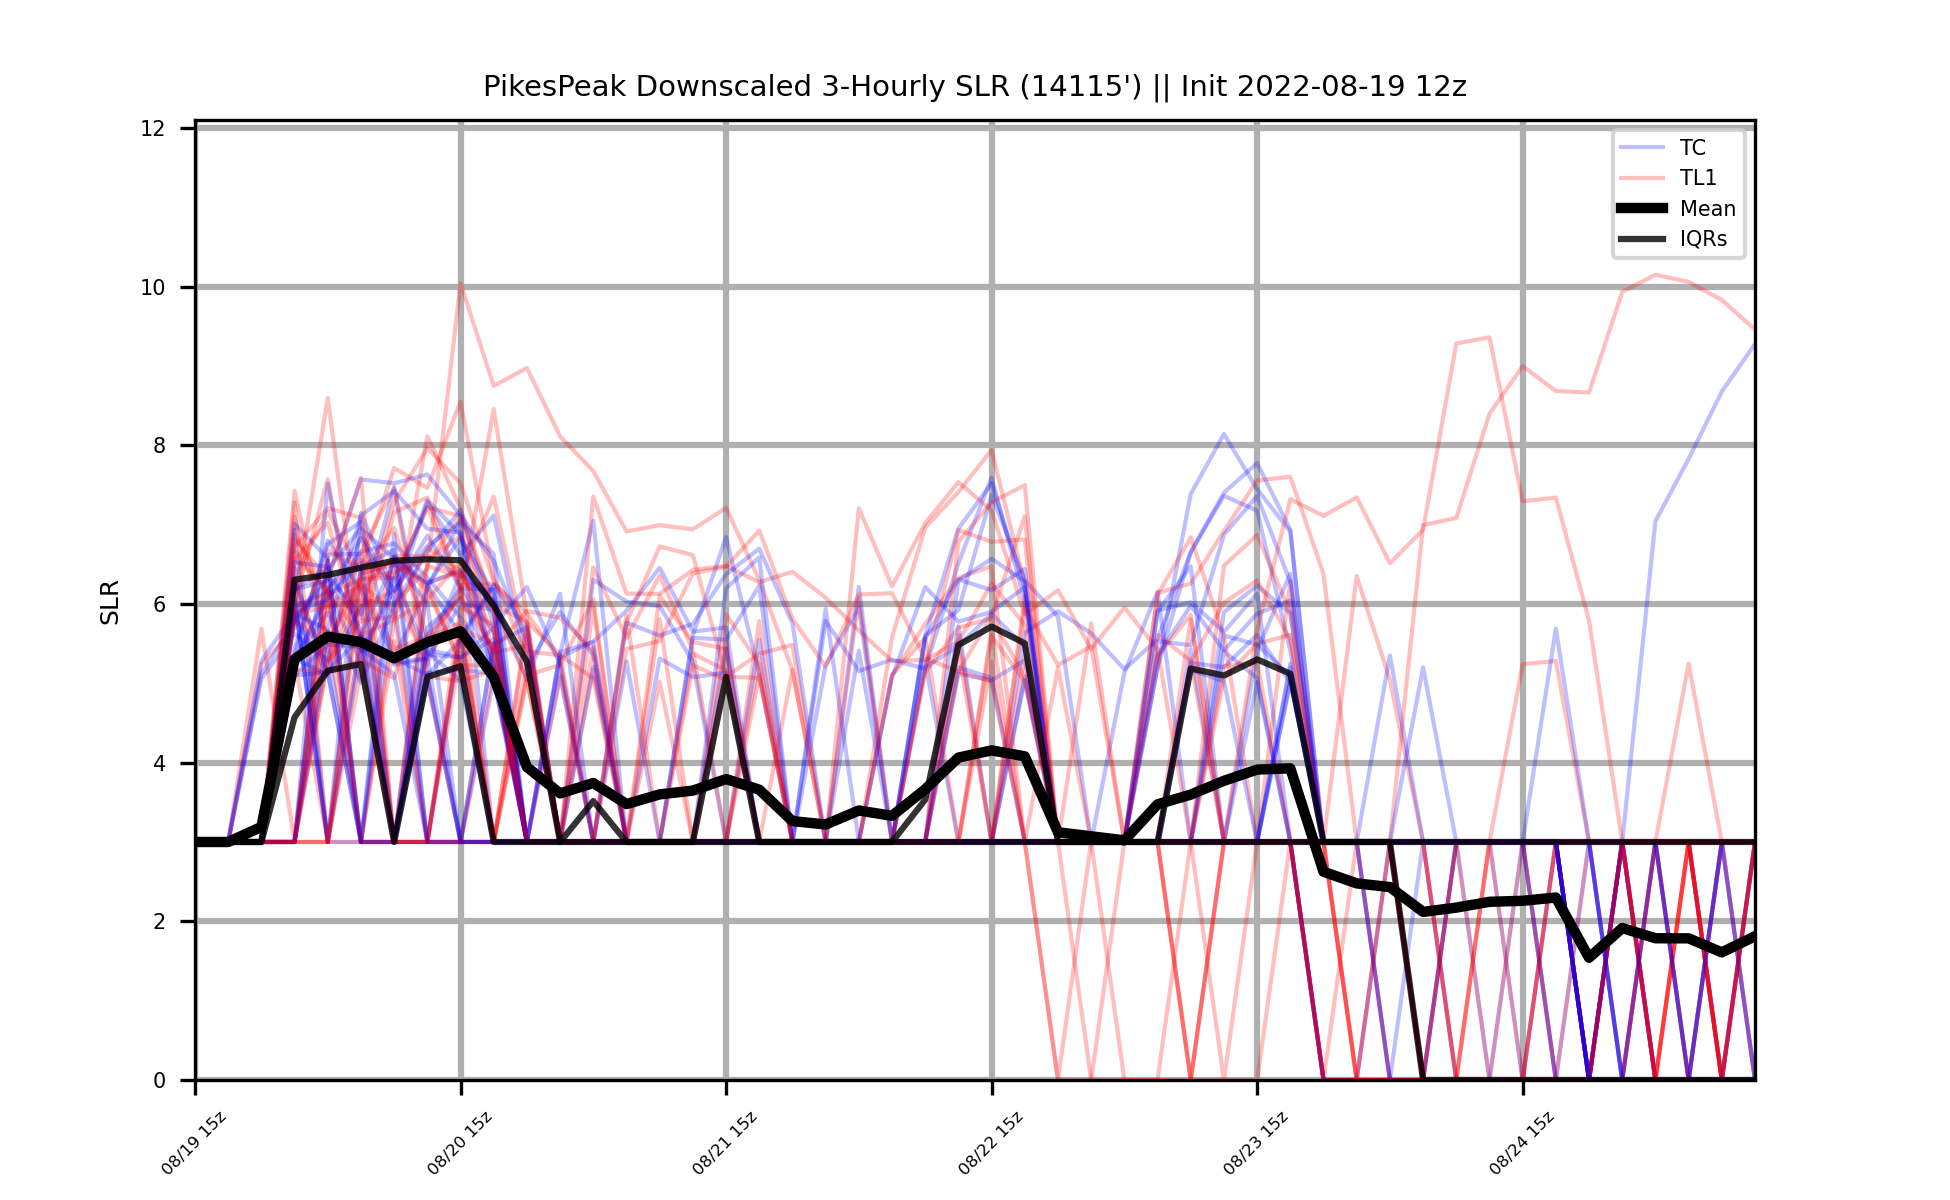 PikesPeak Downscaled 3-Hourly SLR (14115') || Init 2022-08-19 12z
12
10
8
6
4
2
0
SLR
TC
TL1
Mean
IQRs
08/19 15z
08/20 15z
08/21 15z
08/22 15z
08/23 15z
08/24 15z